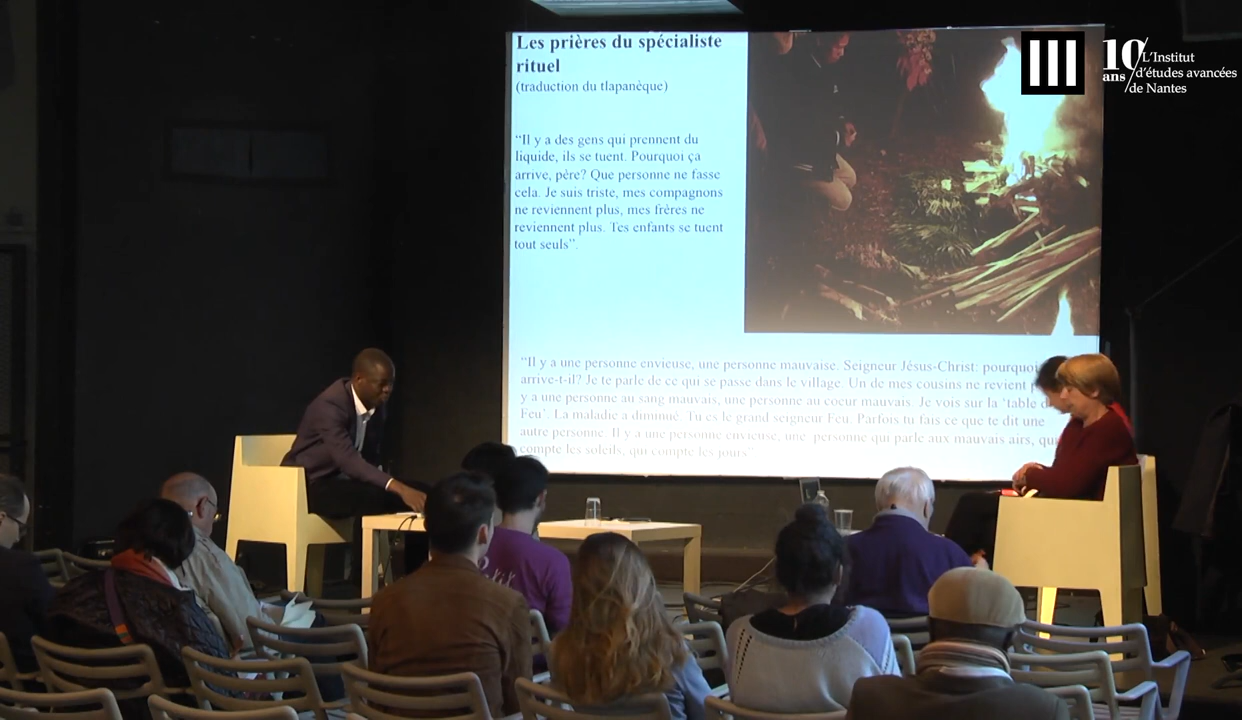 Les prières du spécialiste
rituel
(traduction du tlapanèque)
“Il y a des gens qui prennent du
liquide, ils se tuent. Pourquoi ça
arrive, père? Que personne ne fasse
cela. Je suis triste, mes compagnons
ne reviennent plus, mes frères ne
reviennent plus. Tes enfants se tuent
tout seuls”.
“Il y a une personne envieuse, une personne mauvaise. Seigneur Jésus-Christ: pourquoi
arrive-t-il? Je te parle de ce qui se passe dans le village. Un de mes cousins ne revient
y a une personne au sang mauvais, une personne au coeur mauvais. Je vois sur la ‘table
Feu’. La maladie a diminué. Tu es le grand seigneur Feu. Parfois tu fais ce que te dit une
autre personne. Il y a une personne envieuse, une personne qui parle aux mauvais airs, qui
compte les soleils, qui compte les jours”
10
ans
L’Institut
d’études avancées
de Nantes